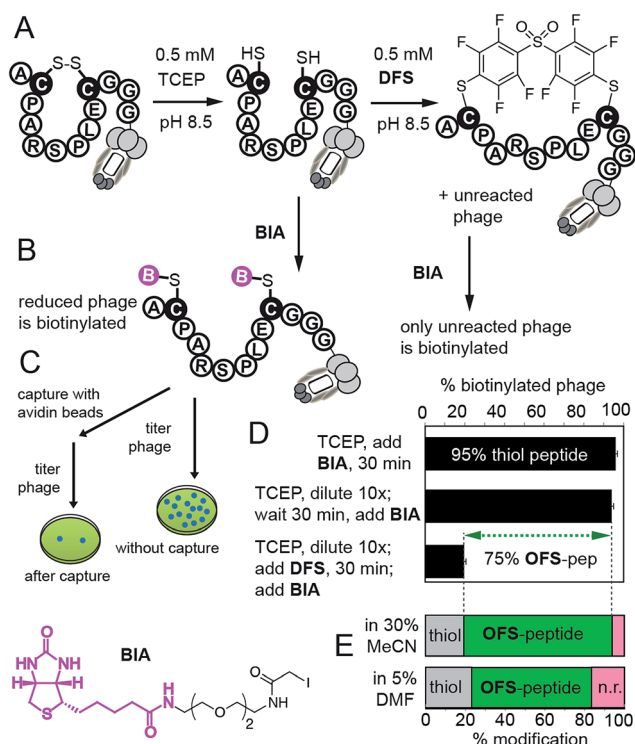 A
0.5 mM
TCEP
pH 8.5
0.5 mM
DFS
pH 8.5
S-S
A C P A R S P L E C G G G
HS
SH
A C P A R S P L E C G G G
F F F F F F F F
O O
S
S S
A C P A R S P L E C G G G
+ unreacted
phage
BIA
BIA
only unreacted phage
is biotinylated
B
reduced phage
is biotinylated
B-S
B-S
A C P A R S P L E C G G G
C
capture with
avidin beads
titer
phage
titer
phage
without capture
after capture
D
% biotinylated phage
0 20 40 60 80 100
TCEP, add
BIA, 30 min
95% thiol peptide
TCEP, dilute 10x;
wait 30 min, add BIA
TCEP, dilute 10x;
add DFS, 30 min;
add BIA
75% OFS-pep
E
in 30%
MeCN
thiol
OFS-peptide
in 5%
DMF
thiol
OFS-peptide
n.r.
0 20 40 60 80 100
% modification
BIA
O
HN NH
H H
S
O
H
N
O
2
N
H
O
I